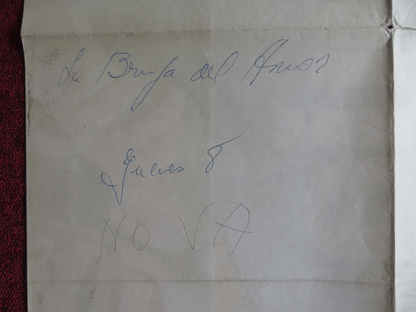 La Bruja del Amor
Jueves 8
NO VA